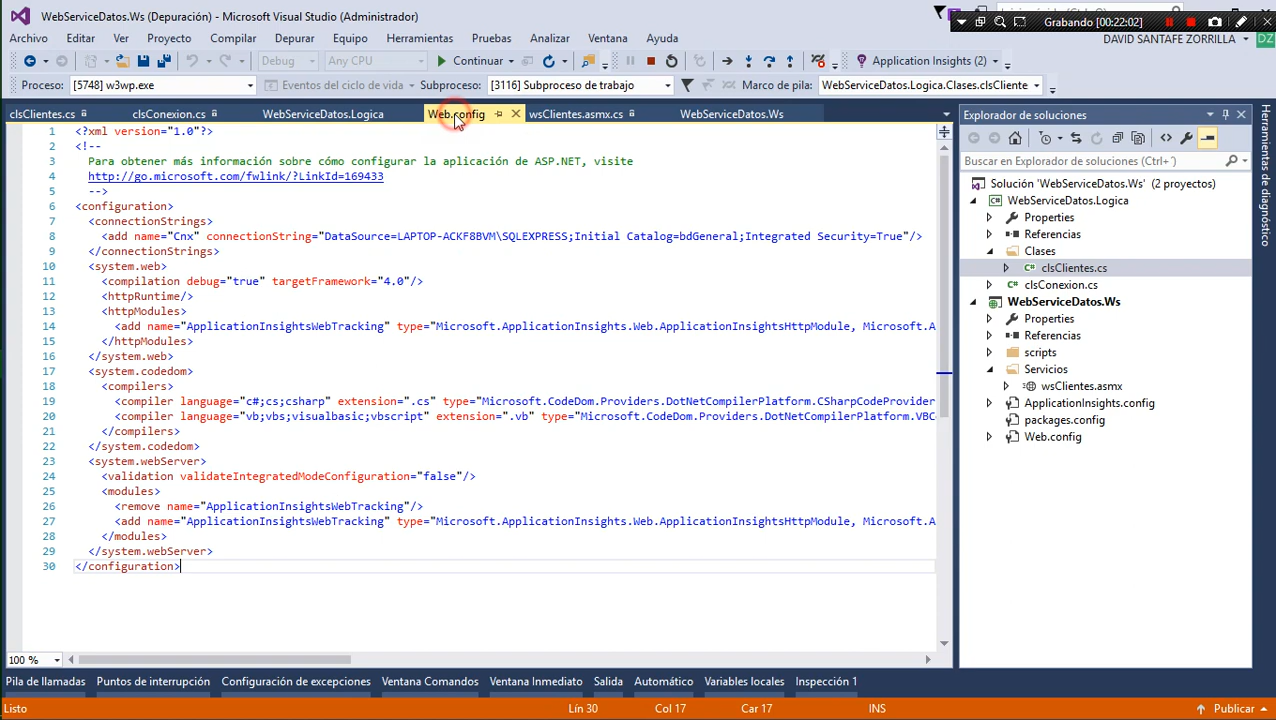 WebServiceDatos.Ws (Depuración) - Microsoft Visual Studio (Administrador)
Grabando [00:22:02]
Archivo Editar Ver Proyecto Compilar Depurar Equipo Herramientas Pruebas Analizar Ventana Ayuda DAVID SANTAFE ZORRILLA DZ
Debug Any CPU Continuar Application Insights (2)
Proceso: [5748] w3wp.exe Eventos del ciclo de vida Subproceso: [3116] Subproceso de trabajo Marco de pila: WebServiceDatos.Logica.Clases.clsCliente
clsClientes.cs clsConexion.cs WebServiceDatos.Logica Web.config wsClientes.asmx.cs WebServiceDatos.Ws
1 <?xml version="1.0"?>
2 <!--
3 Para obtener más información sobre cómo configurar la aplicación de ASP.NET, visite
4 http://go.microsoft.com/fwlink/?LinkId=169433
5 -->
6 <configuration>
7 <connectionStrings>
8 <add name="Cnx" connectionString="DataSource=LAPTOP-ACKF8BVM\SQLEXPRESS;Initial Catalog=bdGeneral;Integrated Security=True"/>
9 </connectionStrings>
10 <system.web>
11 <compilation debug="true" targetFramework="4.0"/>
12 <httpRuntime/>
13 <httpModules>
14 <add name="ApplicationInsightsWebTracking" type="Microsoft.ApplicationInsights.Web.ApplicationInsightsHttpModule, Microsoft.A
15 </httpModules>
16 </system.web>
17 <system.codedom>
18 <compilers>
19 <compiler language="c#;cs;csharp" extension=".cs" type="Microsoft.CodeDom.Providers.DotNetCompilerPlatform.CSharpCodeProvider
20 <compiler language="vb;vbs;visualbasic;vbscript" extension=".vb" type="Microsoft.CodeDom.Providers.DotNetCompilerPlatform.VBC
21 </compilers>
22 </system.codedom>
23 <system.webServer>
24 <validation validateIntegratedModeConfiguration="false"/>
25 <modules>
26 <remove name="ApplicationInsightsWebTracking"/>
27 <add name="ApplicationInsightsWebTracking" type="Microsoft.ApplicationInsights.Web.ApplicationInsightsHttpModule, Microsoft.A
28 </modules>
29 </system.webServer>
30 </configuration>
100 %
Explorador de soluciones
Buscar en Explorador de soluciones (Ctrl+´)
Solución 'WebServiceDatos.Ws' (2 proyectos)
WebServiceDatos.Logica
Properties
Referencias
Clases
clsClientes.cs
clsConexion.cs
WebServiceDatos.Ws
Properties
Referencias
scripts
Servicios
wsClientes.asmx
ApplicationInsights.config
packages.config
Web.config
Herramientas de diagnóstico
Pila de llamadas Puntos de interrupción Configuración de excepciones Ventana Comandos Ventana Inmediato Salida Automático Variables locales Inspección 1
Listo Lín 30 Col 17 Car 17 INS Publicar